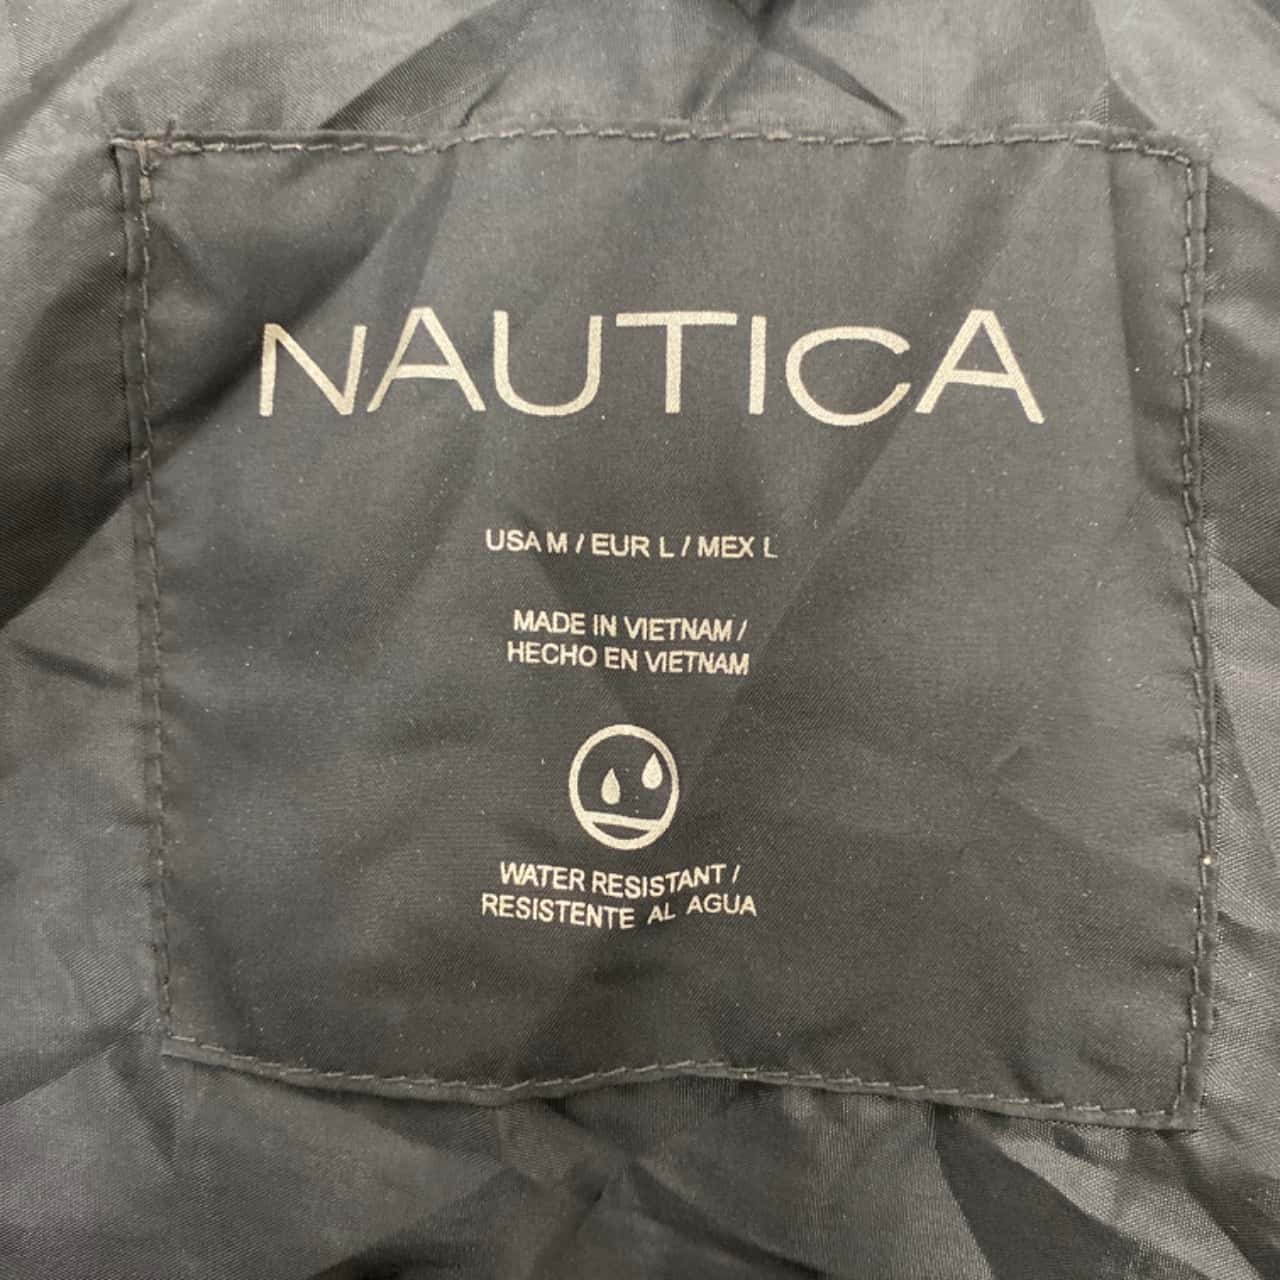 NAUTICA
USA M / EUR L / MEX L
MADE IN VIETNAM /
HECHO EN VIETNAM
WATER RESISTANT /
RESISTENTE AL AGUA